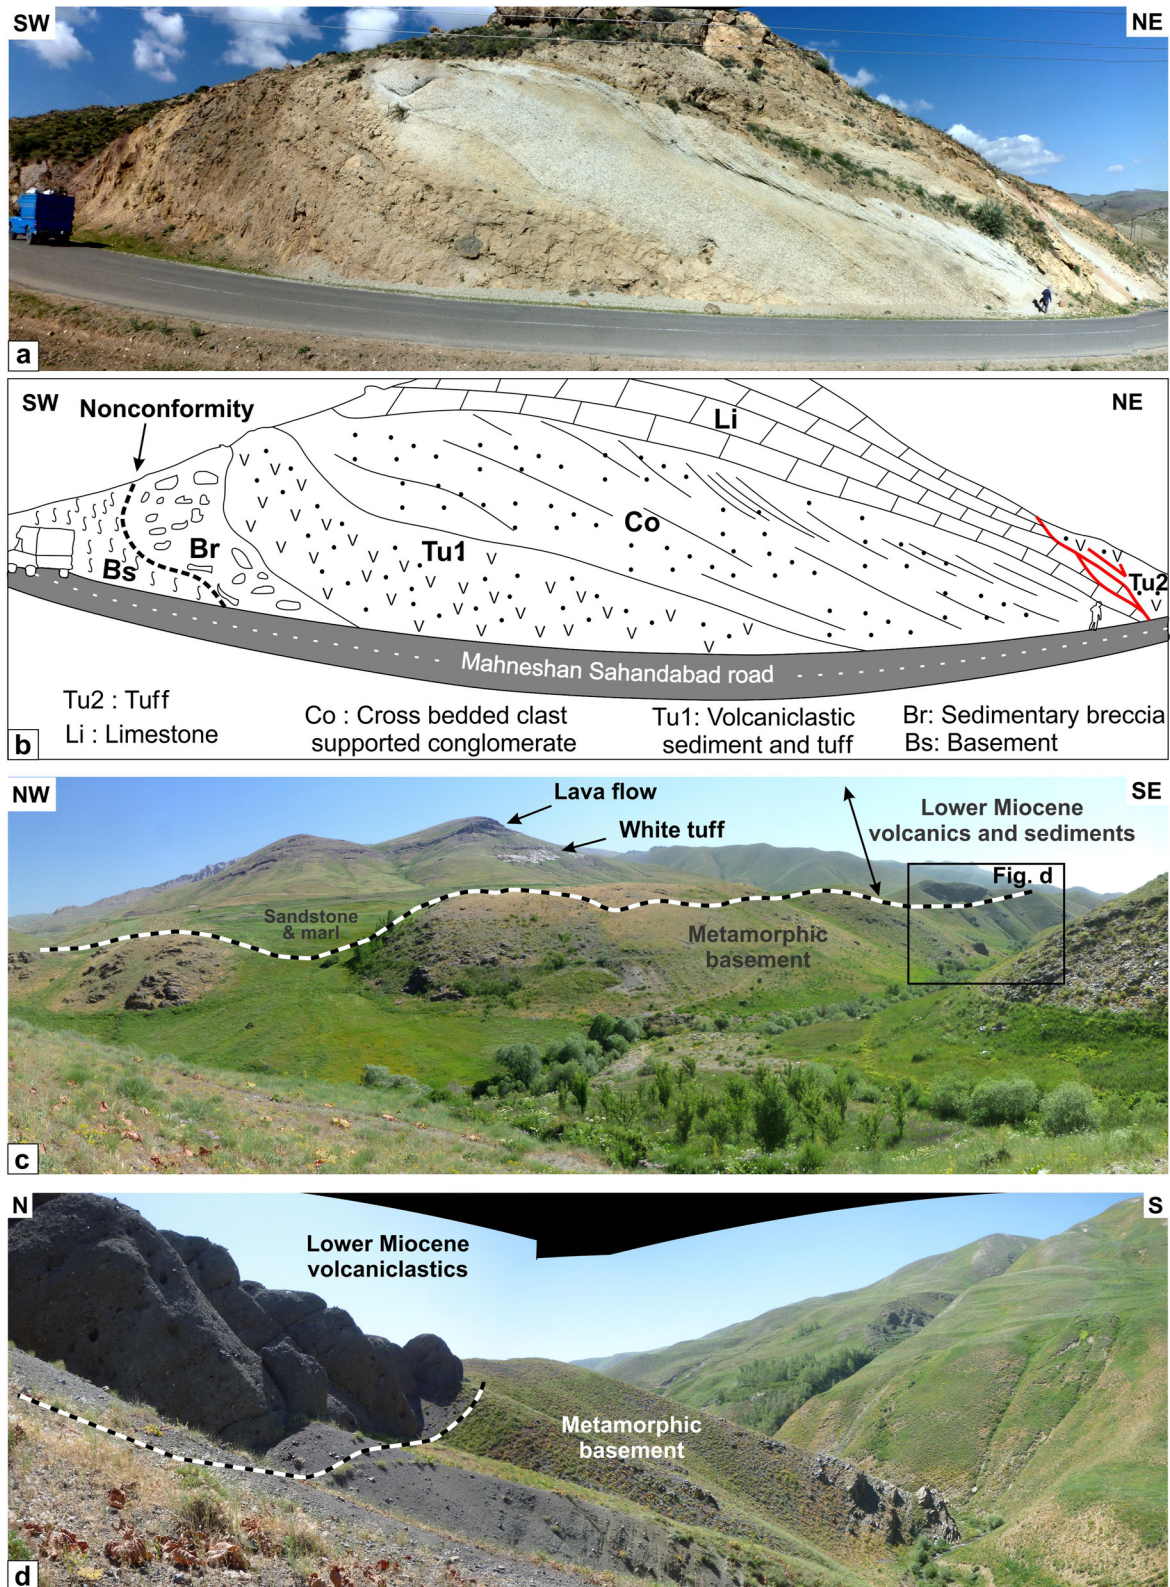 SW
NE
a
SW
NE
Nonconformity
Li
Co
Br
Tu1
Bs
Tu2
Mahneshan Sahandabad road
Tu2 : Tuff
Li : Limestone
Co : Cross bedded clast
supported conglomerate
Tu1: Volcaniclastic
sediment and tuff
Br: Sedimentary breccia
Bs: Basement
b
NW
SE
Lava flow
White tuff
Lower Miocene
volcanics and sediments
Fig. d
Sandstone
& marl
Metamorphic
basement
c
N
S
Lower Miocene
volcaniclastics
Metamorphic
basement
d